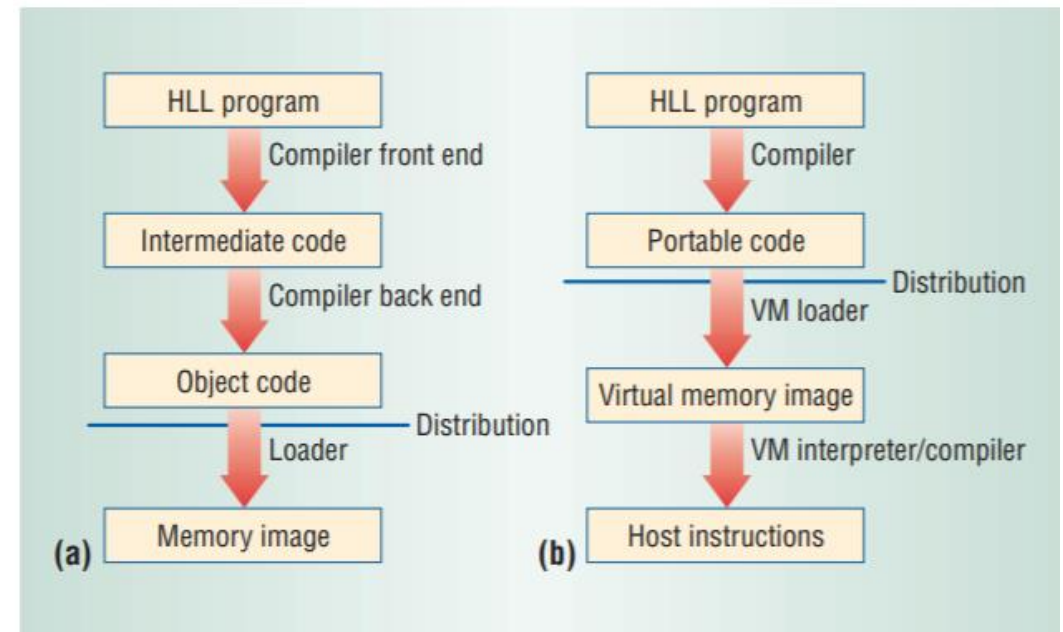 HLL program
Compiler front end
Intermediate code
Compiler back end
Object code
Distribution
Loader
Memory image
(a)
HLL program
Compiler
Portable code
Distribution
VM loader
Virtual memory image
VM interpreter/compiler
Host instructions
(b)